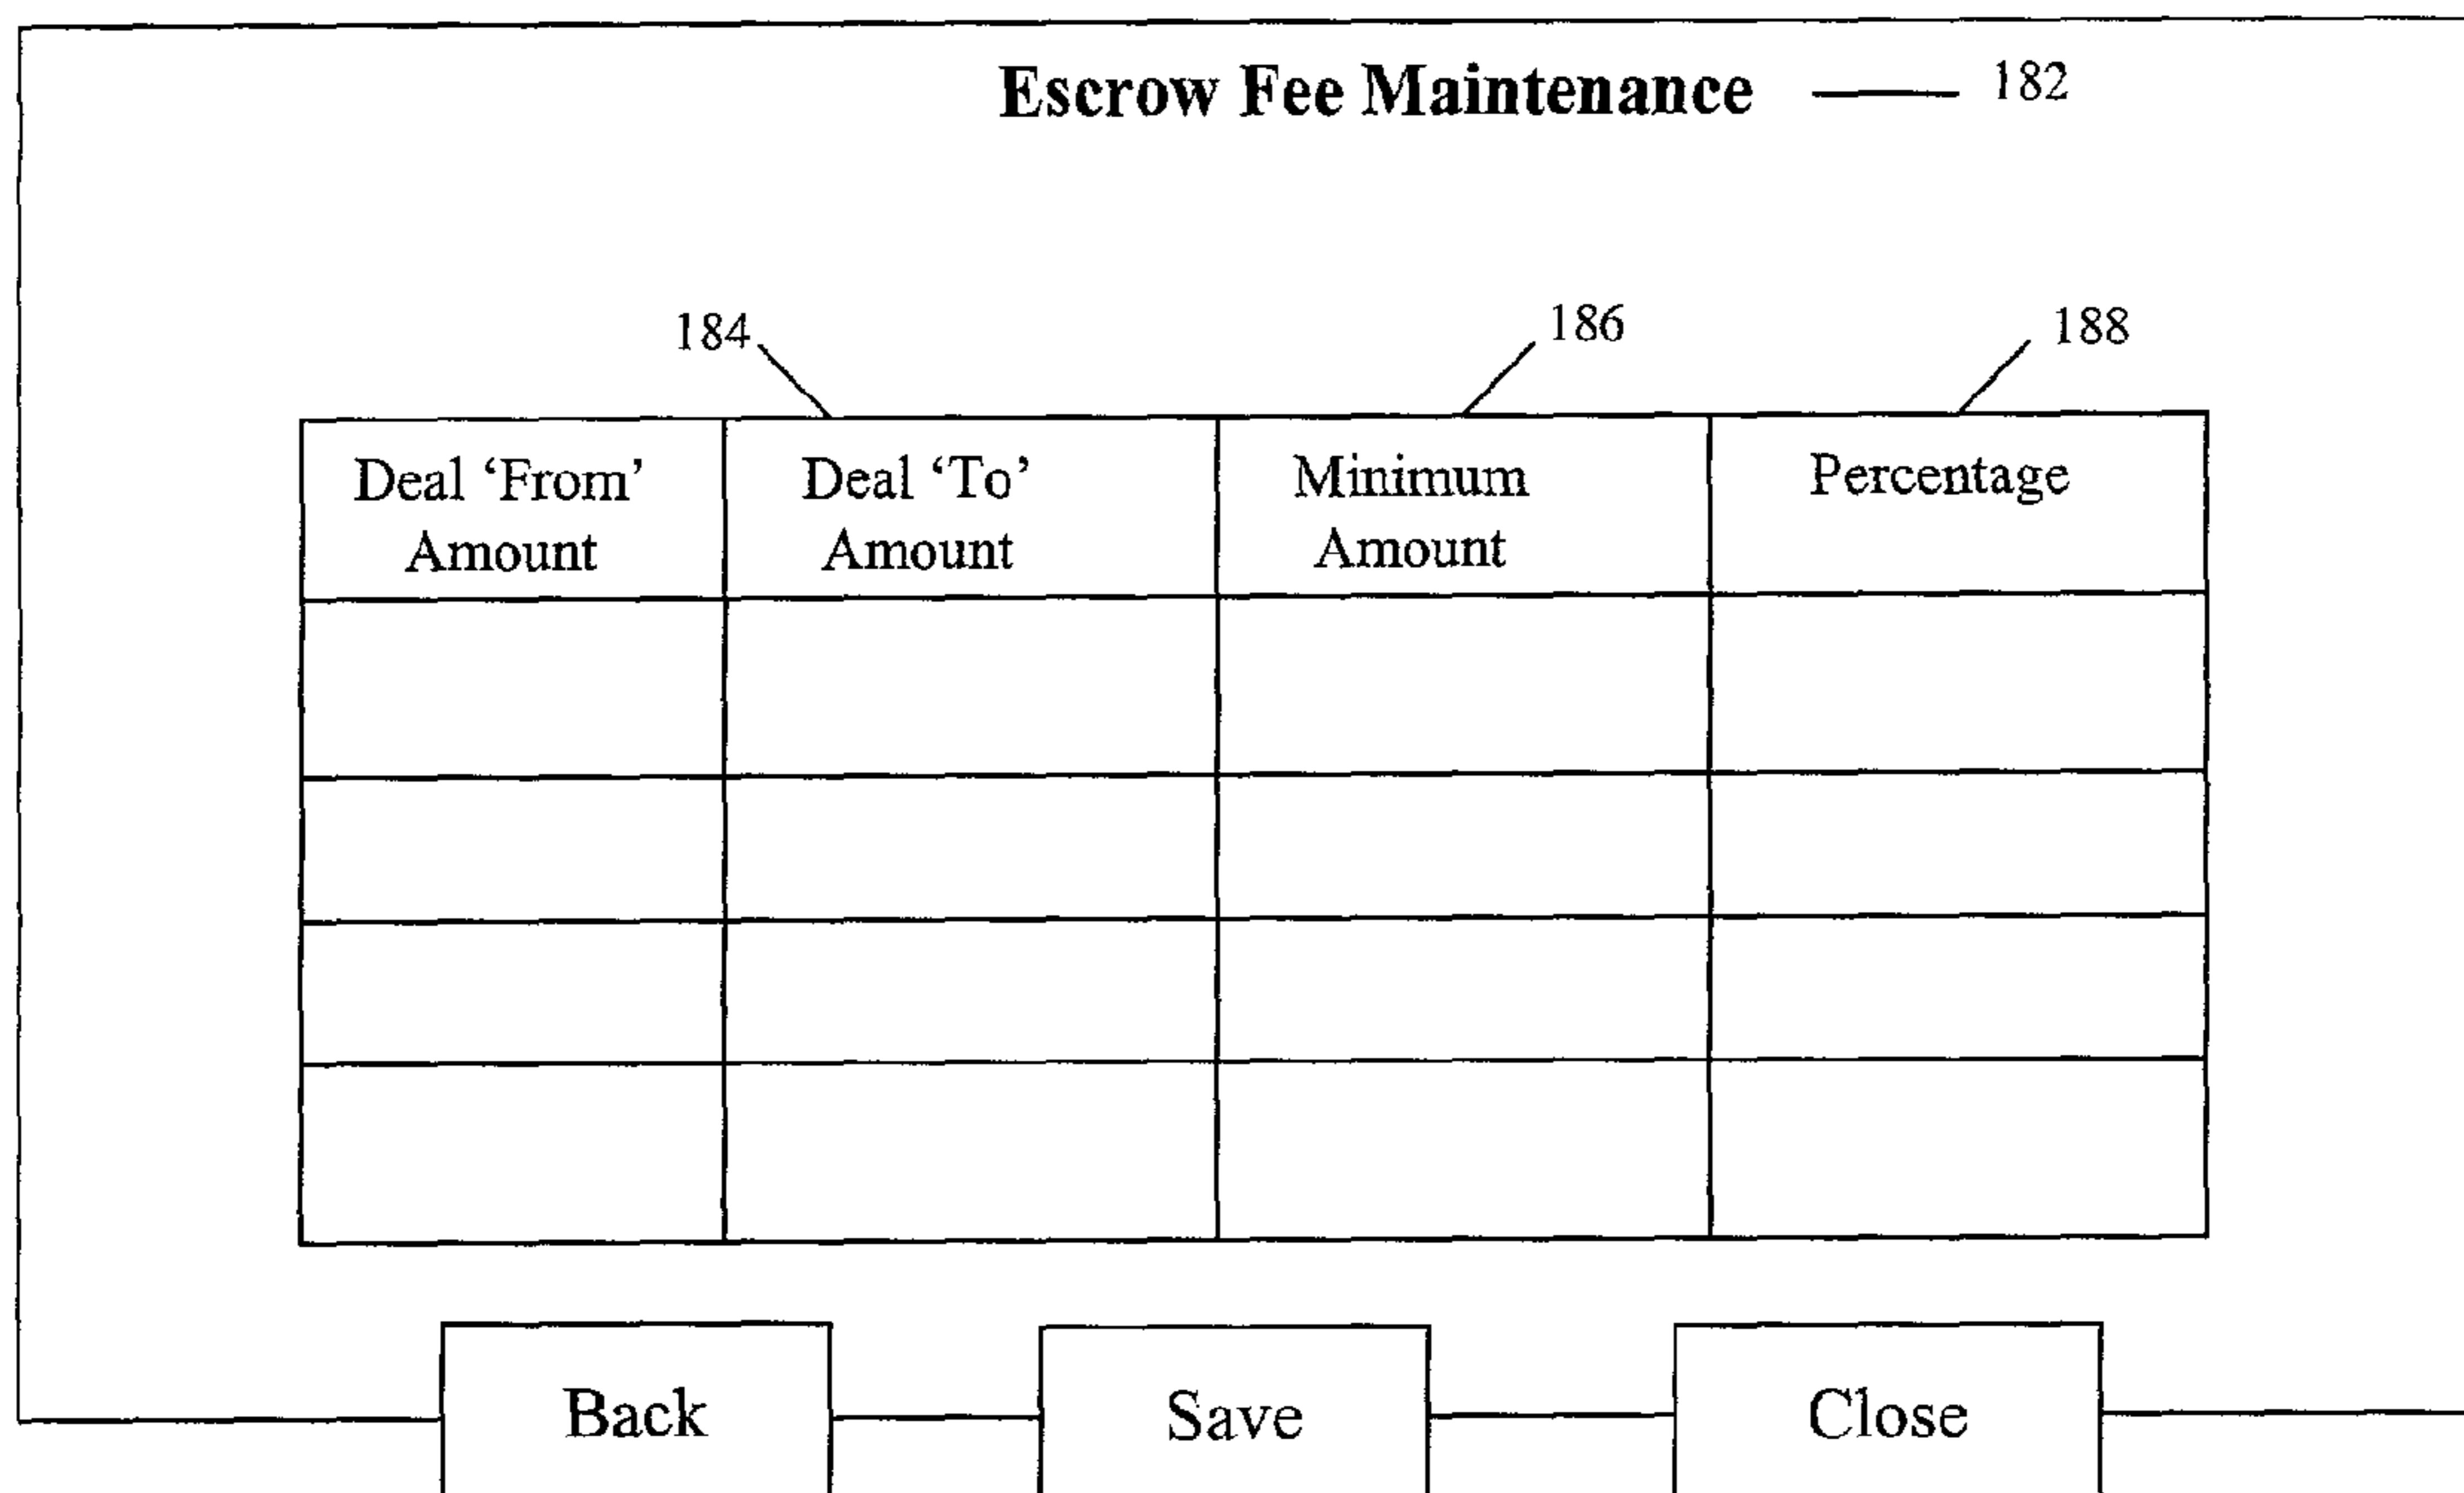 Escrow Fee Maintenance 182
184 186 188
Deal ‘From’ Amount
Deal ‘To’ Amount
Minimum Amount
Percentage
Back Save Close